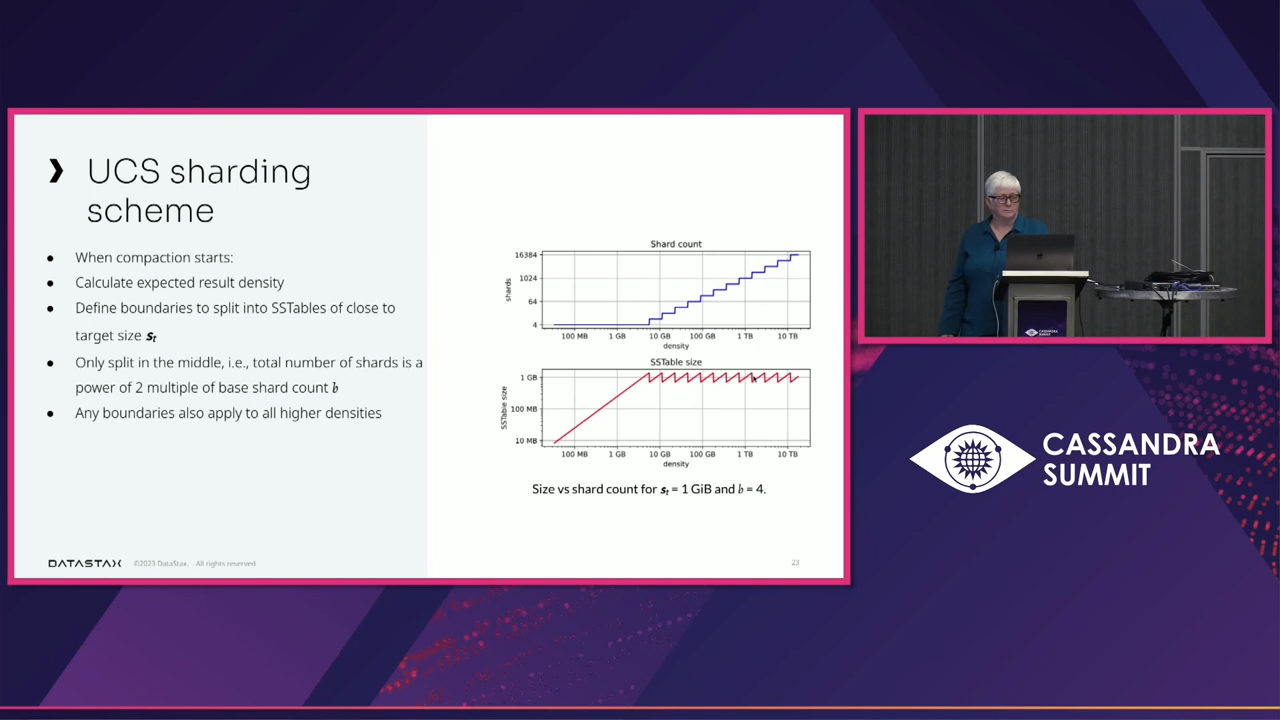 ❯ UCS sharding
scheme
● When compaction starts:
● Calculate expected result density
● Define boundaries to split into SSTables of close to
target size sₜ
● Only split in the middle, i.e., total number of shards is a
power of 2 multiple of base shard count b
● Any boundaries also apply to all higher densities
Shard count
shards
16384
1024
64
4
100 MB 1 GB 10 GB 100 GB 1 TB 10 TB
density
SSTable size
SSTable size
1 GB
100 MB
10 MB
100 MB 1 GB 10 GB 100 GB 1 TB 10 TB
density
Size vs shard count for sₜ = 1 GiB and b = 4.
DATASTAX ©2023 DataStax. - All rights reserved
23
CASSANDRA
SUMMIT